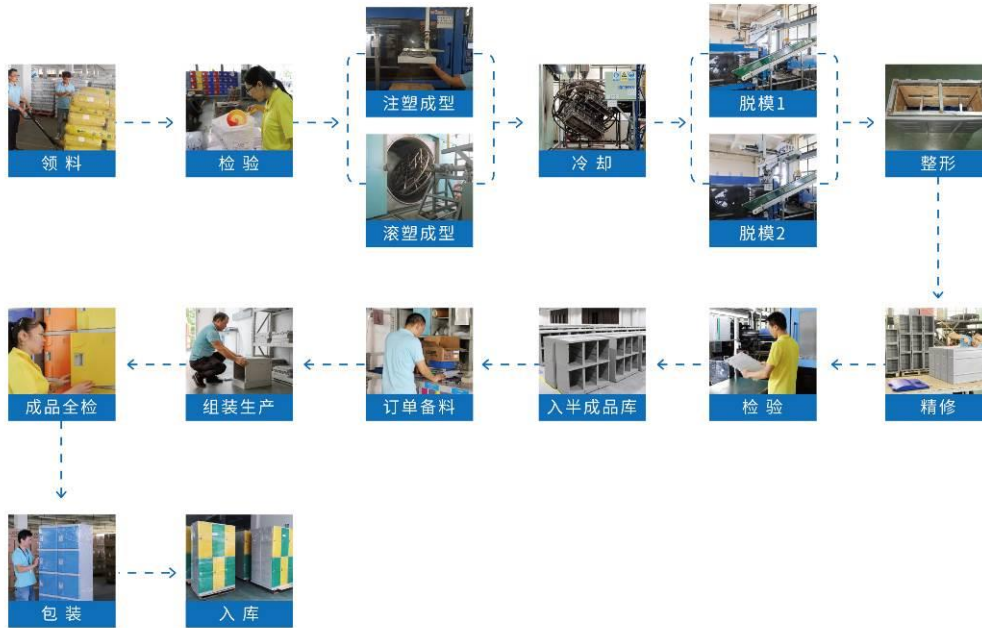 领 料
检 验
注塑成型
滚塑成型
冷 却
脱模1
脱模2
整形
精修
检 验
入半成品库
订单备料
组装生产
成品全检
包 装
入 库